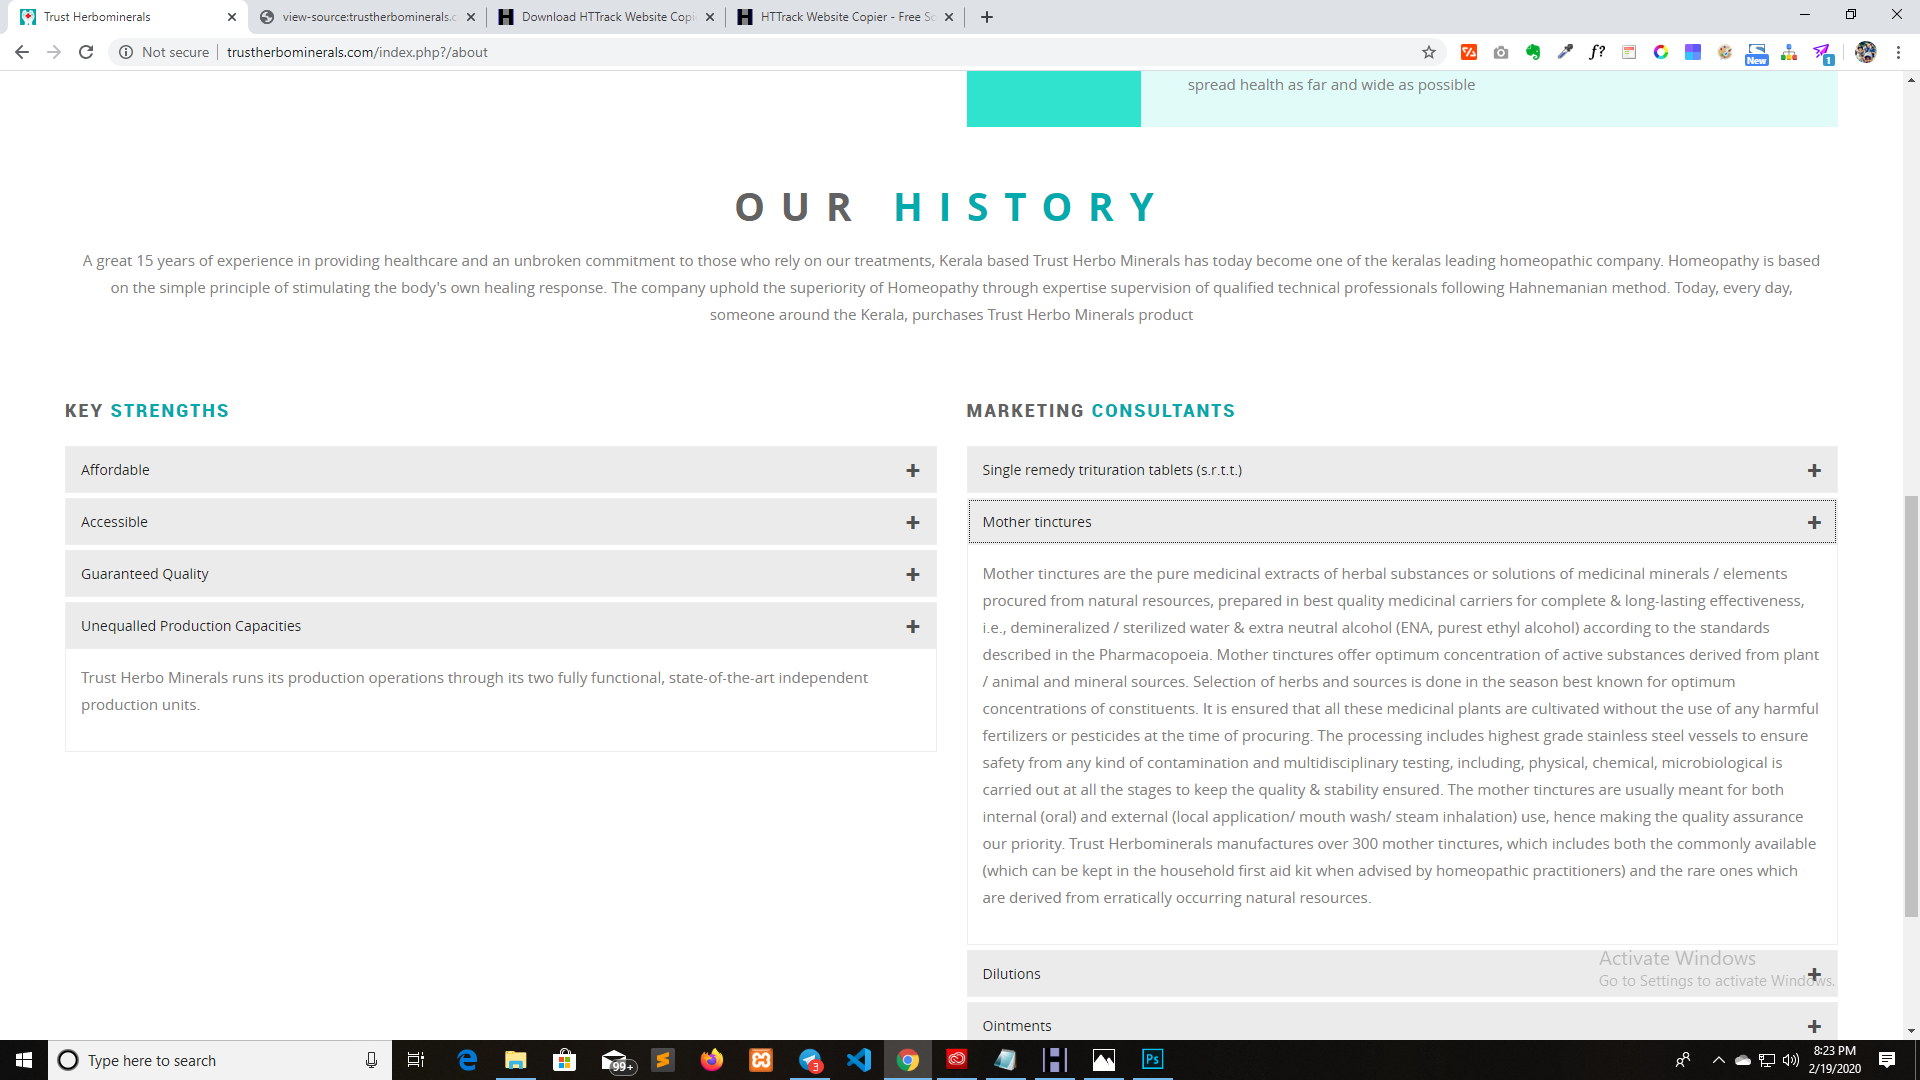 Trust Herbominerals
view-source:trustherbominerals.c
Download HTTrack Website Copi
HTTrack Website Copier - Free So
Not secure
trustherbominerals.com/index.php?/about
New
1
spread health as far and wide as possible
OUR HISTORY
A great 15 years of experience in providing healthcare and an unbroken commitment to those who rely on our treatments, Kerala based Trust Herbo Minerals has today become one of the keralas leading homeopathic company. Homeopathy is based
on the simple principle of stimulating the body's own healing response. The company uphold the superiority of Homeopathy through expertise supervision of qualified technical professionals following Hahnemanian method. Today, every day,
someone around the Kerala, purchases Trust Herbo Minerals product
KEY STRENGTHS
Affordable
Accessible
Guaranteed Quality
Unequalled Production Capacities
Trust Herbo Minerals runs its production operations through its two fully functional, state-of-the-art independent
production units.
MARKETING CONSULTANTS
Single remedy trituration tablets (s.r.t.t.)
Mother tinctures
Mother tinctures are the pure medicinal extracts of herbal substances or solutions of medicinal minerals / elements
procured from natural resources, prepared in best quality medicinal carriers for complete & long-lasting effectiveness,
i.e., demineralized / sterilized water & extra neutral alcohol (ENA, purest ethyl alcohol) according to the standards
described in the Pharmacopoeia. Mother tinctures offer optimum concentration of active substances derived from plant
/ animal and mineral sources. Selection of herbs and sources is done in the season best known for optimum
concentrations of constituents. It is ensured that all these medicinal plants are cultivated without the use of any harmful
fertilizers or pesticides at the time of procuring. The processing includes highest grade stainless steel vessels to ensure
safety from any kind of contamination and multidisciplinary testing, including, physical, chemical, microbiological is
carried out at all the stages to keep the quality & stability ensured. The mother tinctures are usually meant for both
internal (oral) and external (local application/ mouth wash/ steam inhalation) use, hence making the quality assurance
our priority. Trust Herbominerals manufactures over 300 mother tinctures, which includes both the commonly available
(which can be kept in the household first aid kit when advised by homeopathic practitioners) and the rare ones which
are derived from erratically occurring natural resources.
Dilutions
Ointments
Activate Windows
Go to Settings to activate Windows.
Type here to search
99+
3
Ps
8:23 PM
2/19/2020